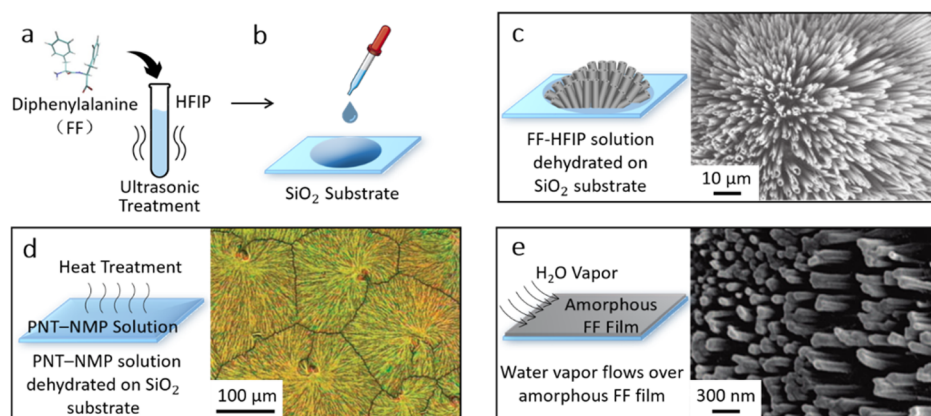 a
b
Diphenylalanine
（FF）
HFIP
Ultrasonic
Treatment
SiO₂ Substrate
c
FF-HFIP solution
dehydrated on
SiO₂ substrate
10 μm
d
Heat Treatment
PNT–NMP Solution
PNT–NMP solution
dehydrated on SiO₂
substrate
100 μm
e
H₂O Vapor
Amorphous
FF Film
Water vapor flows over
amorphous FF film
300 nm